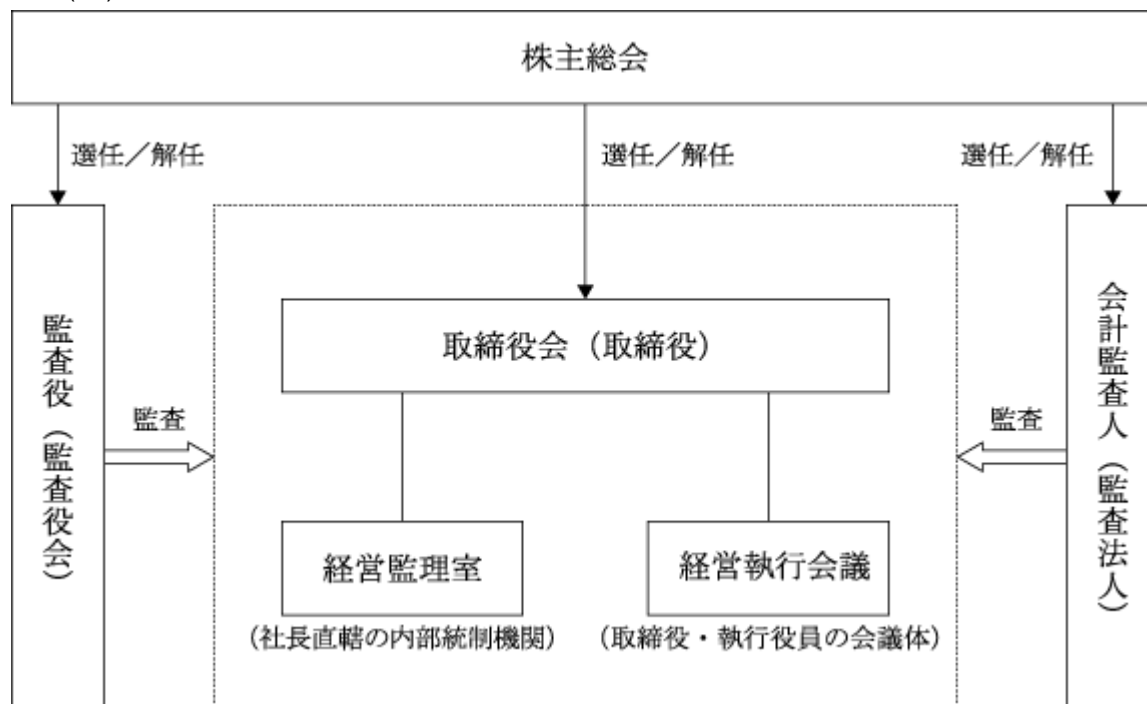 株主総会
選任／解任
選任／解任
選任／解任
監査役（監査役会）
監査
取締役会（取締役）
監査
会計監査人（監査法人）
経営監理室
経営執行会議
（社長直轄の内部統制機関）
（取締役・執行役員の会議体）